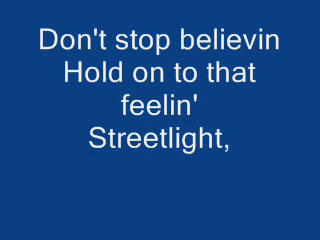 Don't stop believin
Hold on to that
feelin'
Streetlight,